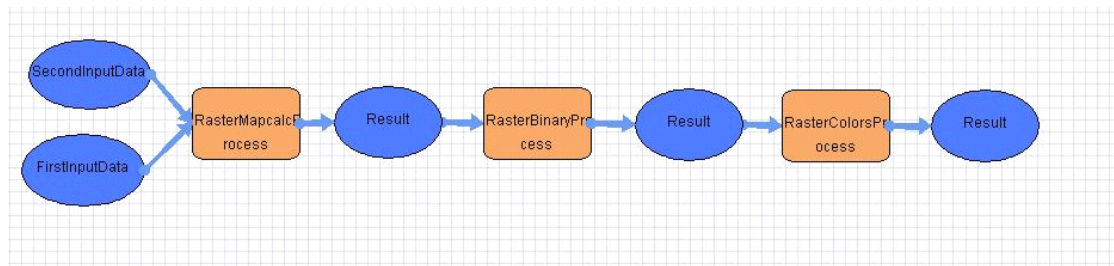 SecondInputData
FirstInputData
RasterMapcalcP
rocess
Result
RasterBinaryPro
cess
Result
RasterColorsPr
ocess
Result